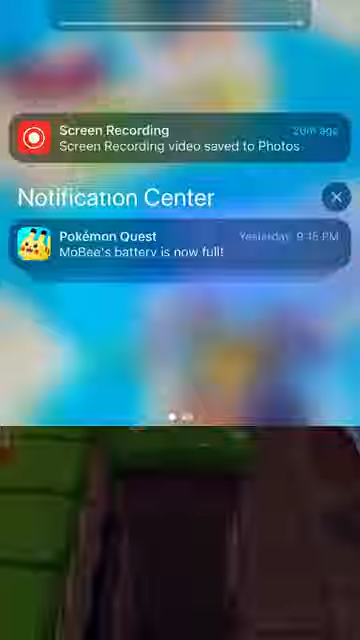 Screen Recording
20m ago
Screen Recording video saved to Photos
Notification Center
Pokémon Quest
Yesterday, 9:45 PM
MoBee's battery is now full!